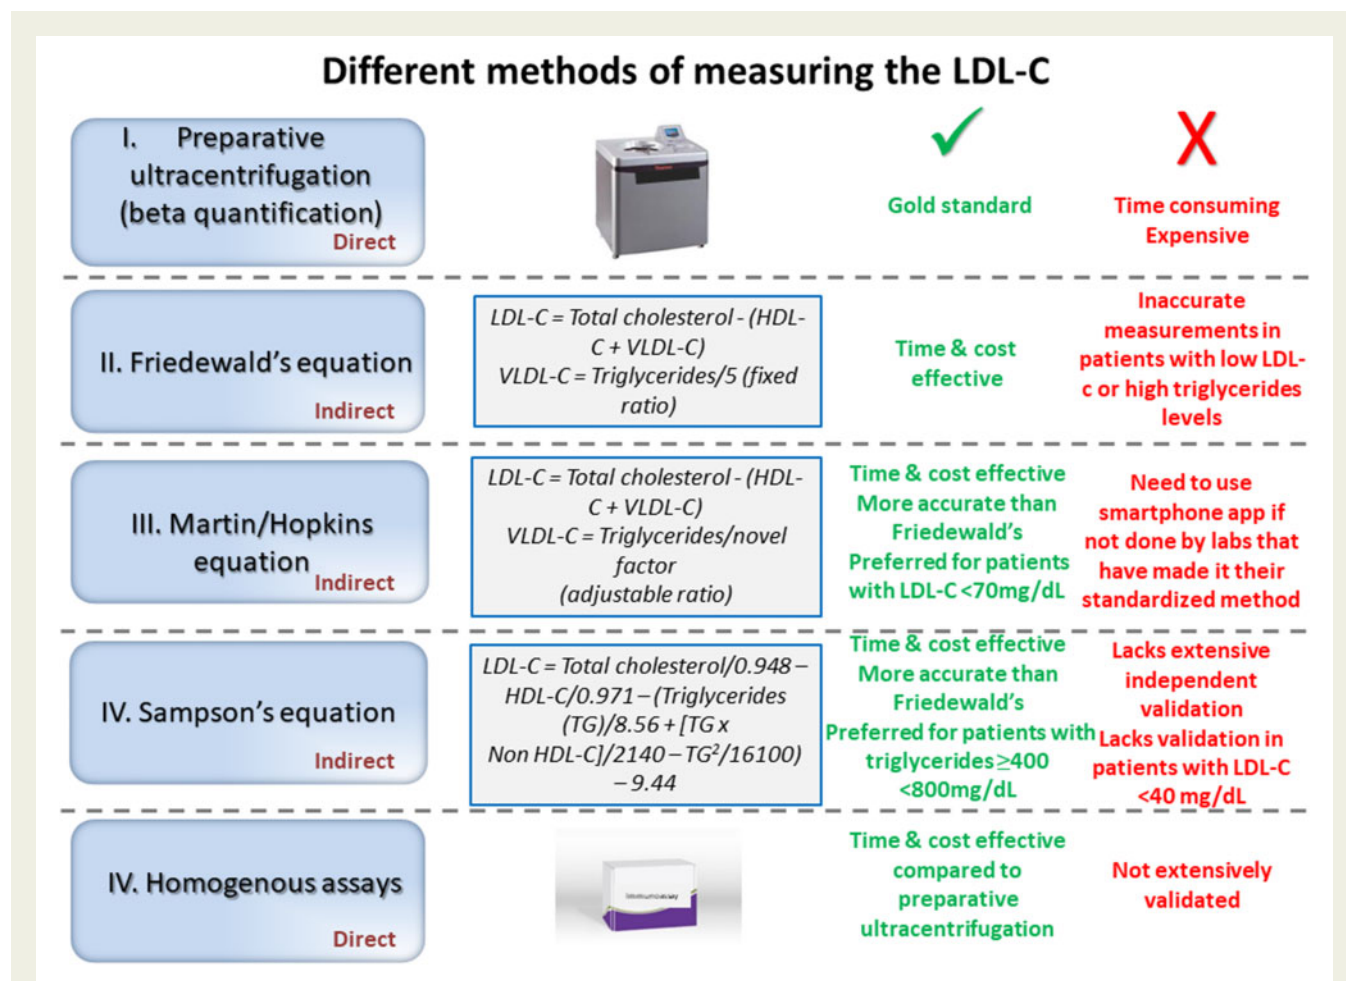 Different methods of measuring the LDL-C
I. Preparative
ultracentrifugation
(beta quantification)
Direct
Gold standard
X
Time consuming
Expensive
II. Friedewald's equation
Indirect
LDL-C = Total cholesterol - (HDL-
C + VLDL-C)
VLDL-C = Triglycerides/5 (fixed
ratio)
Time & cost
effective
Inaccurate
measurements in
patients with low LDL-
c or high triglycerides
levels
III. Martin/Hopkins
equation
Indirect
LDL-C = Total cholesterol - (HDL-
C + VLDL-C)
VLDL-C = Triglycerides/novel
factor
(adjustable ratio)
Time & cost effective
More accurate than
Friedewald's
Preferred for patients
with LDL-C <70mg/dL
Need to use
smartphone app if
not done by labs that
have made it their
standardized method
IV. Sampson's equation
Indirect
LDL-C = Total cholesterol/0.948 –
HDL-C/0.971 – (Triglycerides
(TG)/8.56 + [TG x
Non HDL-C]/2140 – TG²/16100)
– 9.44
Time & cost effective
More accurate than
Friedewald's
Preferred for patients with
triglycerides ≥400
<800mg/dL
Lacks extensive
independent
validation
Lacks validation in
patients with LDL-C
<40 mg/dL
IV. Homogenous assays
Direct
Time & cost effective
compared to
preparative
ultracentrifugation
Not extensively
validated